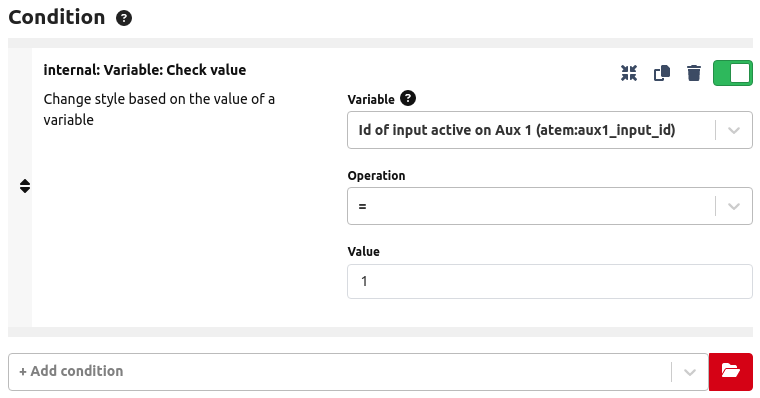 Condition ?
internal: Variable: Check value
Change style based on the value of a
variable
Variable ?
Id of input active on Aux 1 (atem:aux1_input_id)
Operation
=
Value
1
+ Add condition